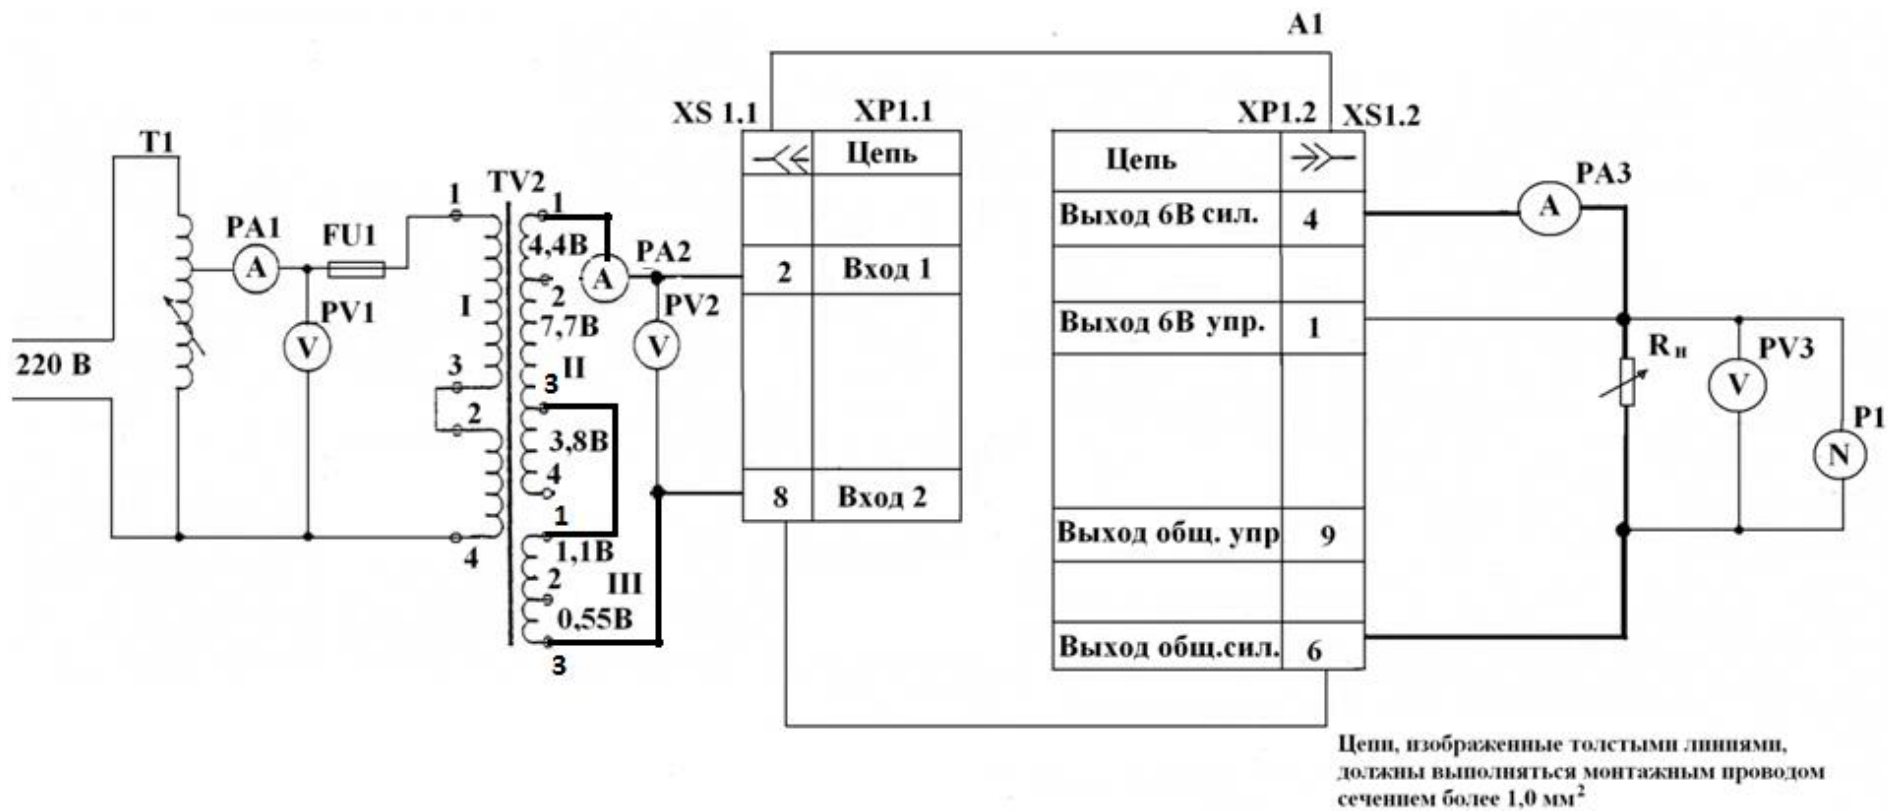 A1
XS 1.1
XP1.1
XP1.2
XS1.2
T1
220 В
PA1
A
FU1
PV1
V
1
I
3
2
4
TV2
1
4,4В
2
7,7В
II
3
3,8В
4
1
1,1В
2
III
0,55В
3
PA2
A
PV2
V
Цепь
2
Вход 1
8
Вход 2
Цепь
Выход 6В сил.
4
Выход 6В упр.
1
Выход общ. упр
9
Выход общ.сил.
6
PA3
A
Rн
PV3
V
P1
N
Цепи, изображенные толстыми линиями,
должны выполняться монтажным проводом
сечением более 1,0 мм²